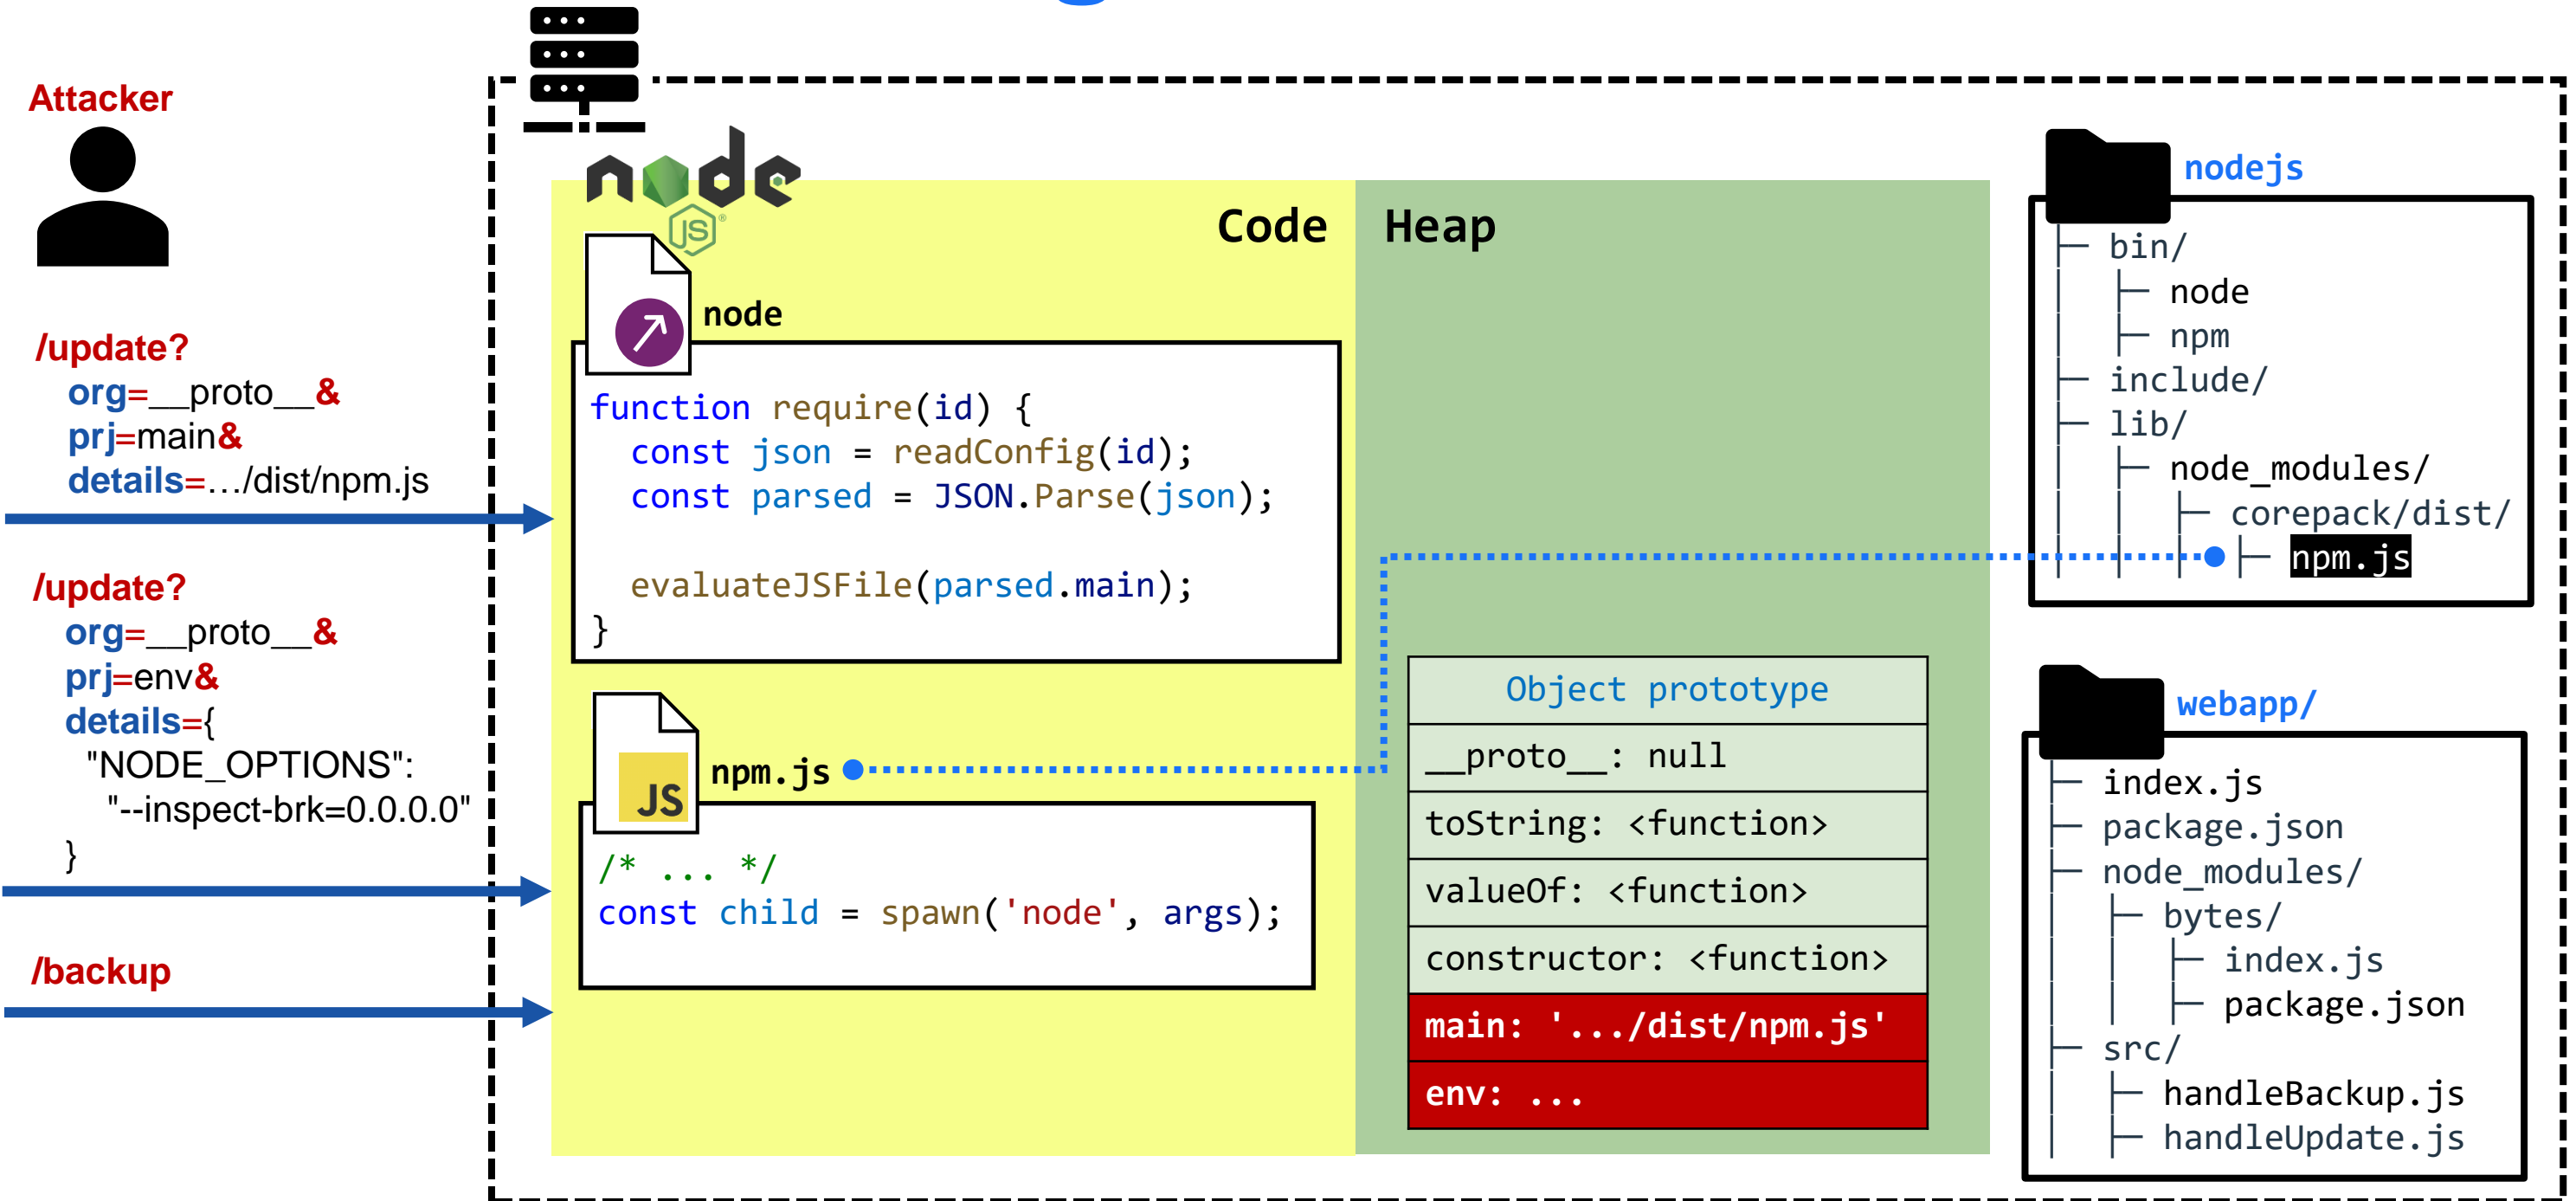 Attacker
/update?
org=__proto__&
prj=main&
details=…/dist/npm.js
/update?
org=__proto__&
prj=env&
details={
"NODE_OPTIONS":
"--inspect-brk=0.0.0.0"
}
/backup
node
JS
Code
node
function require(id) {
const json = readConfig(id);
const parsed = JSON.Parse(json);
evaluateJSFile(parsed.main);
}
JS
npm.js
/* ... */
const child = spawn('node', args);
Heap
Object prototype
__proto__: null
toString: <function>
valueOf: <function>
constructor: <function>
main: '.../dist/npm.js'
env: ...
nodejs
bin/
node
npm
include/
lib/
node_modules/
corepack/dist/
npm.js
webapp/
index.js
package.json
node_modules/
bytes/
index.js
package.json
src/
handleBackup.js
handleUpdate.js